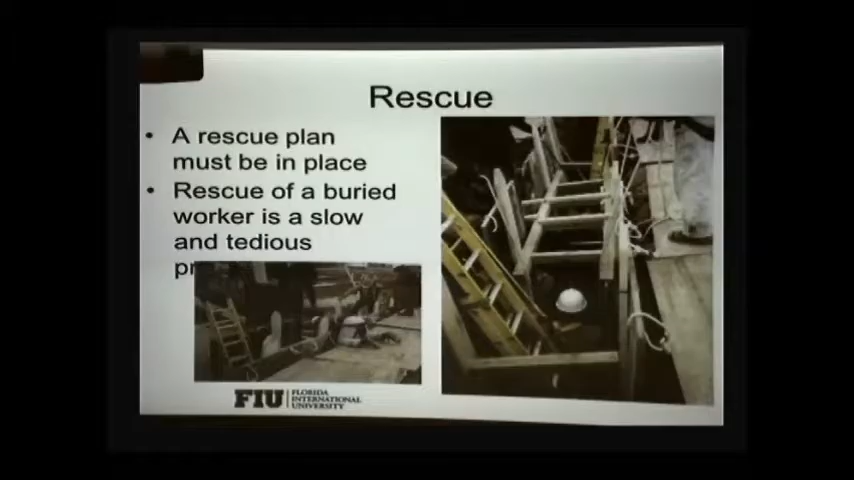 Rescue
• A rescue plan
must be in place
• Rescue of a buried
worker is a slow
and tedious
pr
FIU
FLORIDA
INTERNATIONAL
UNIVERSITY